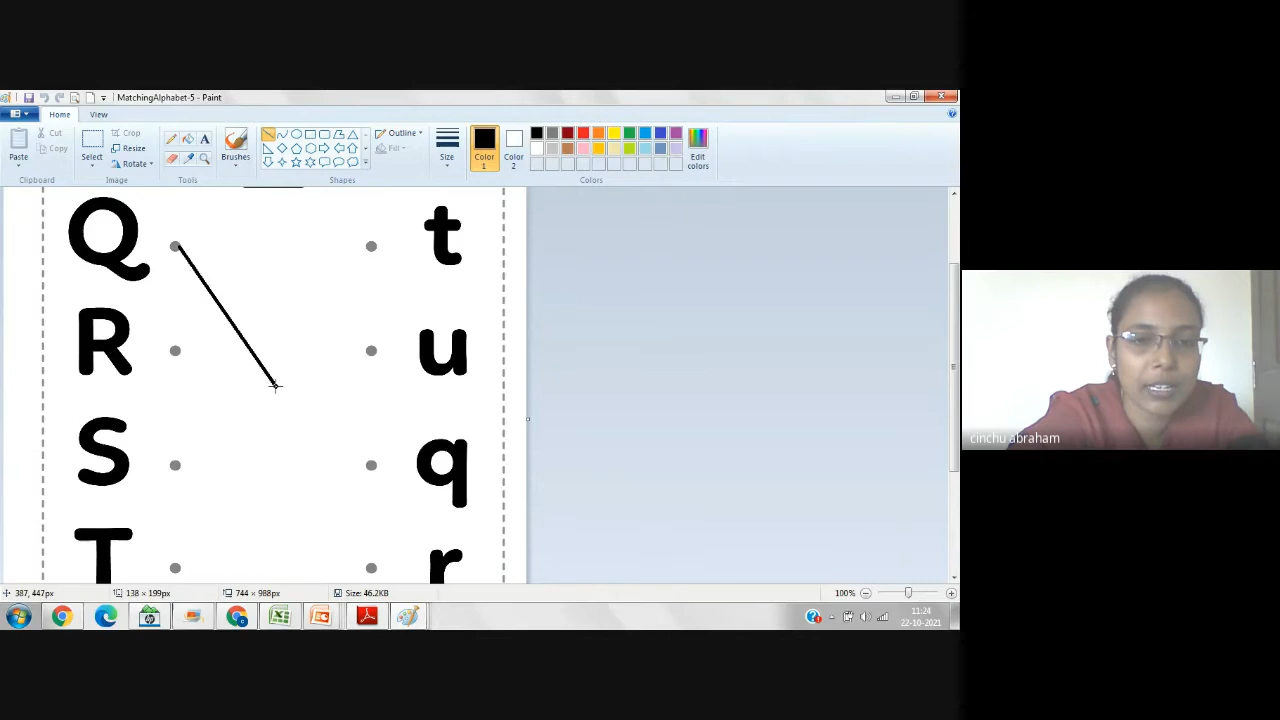 MatchingAlphabet-5 - Paint
Home View
Paste
Cut
Copy
Clipboard
Select
Crop
Resize
Rotate
Image
A
Tools
Brushes
Shapes
Outline
Fill
Size
Color 1
Color 2
Edit colors
Colors
Q t
R u
S q
T r
cinchu abraham
387, 447px 138 × 199px 744 × 988px Size: 46.2KB 100%
11:24
22-10-2021